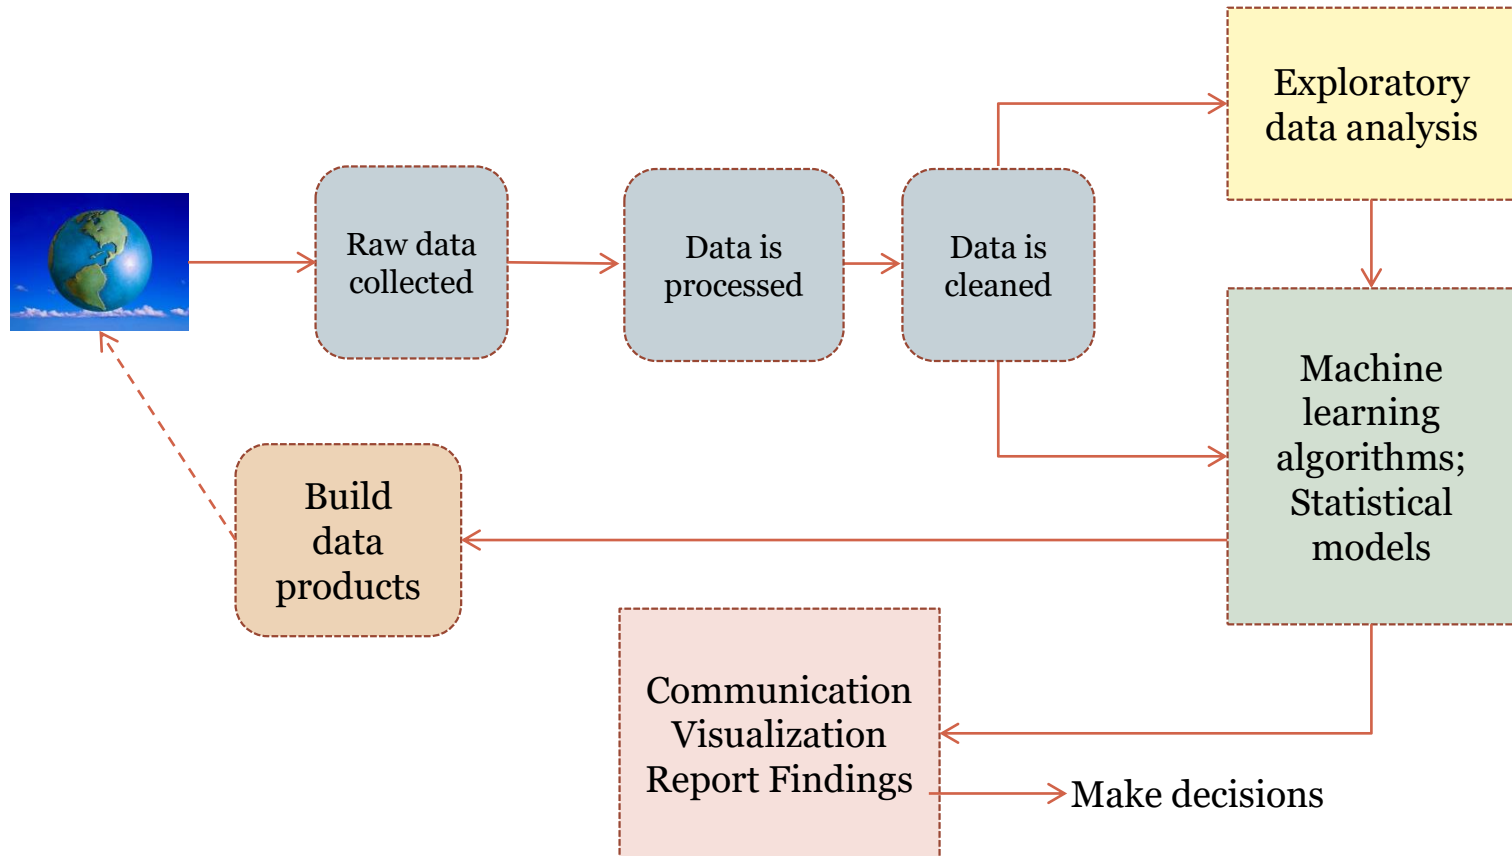 Exploratory
data analysis
Raw data
collected
Data is
processed
Data is
cleaned
Machine
learning
algorithms;
Statistical
models
Build
data
products
Communication
Visualization
Report Findings
Make decisions